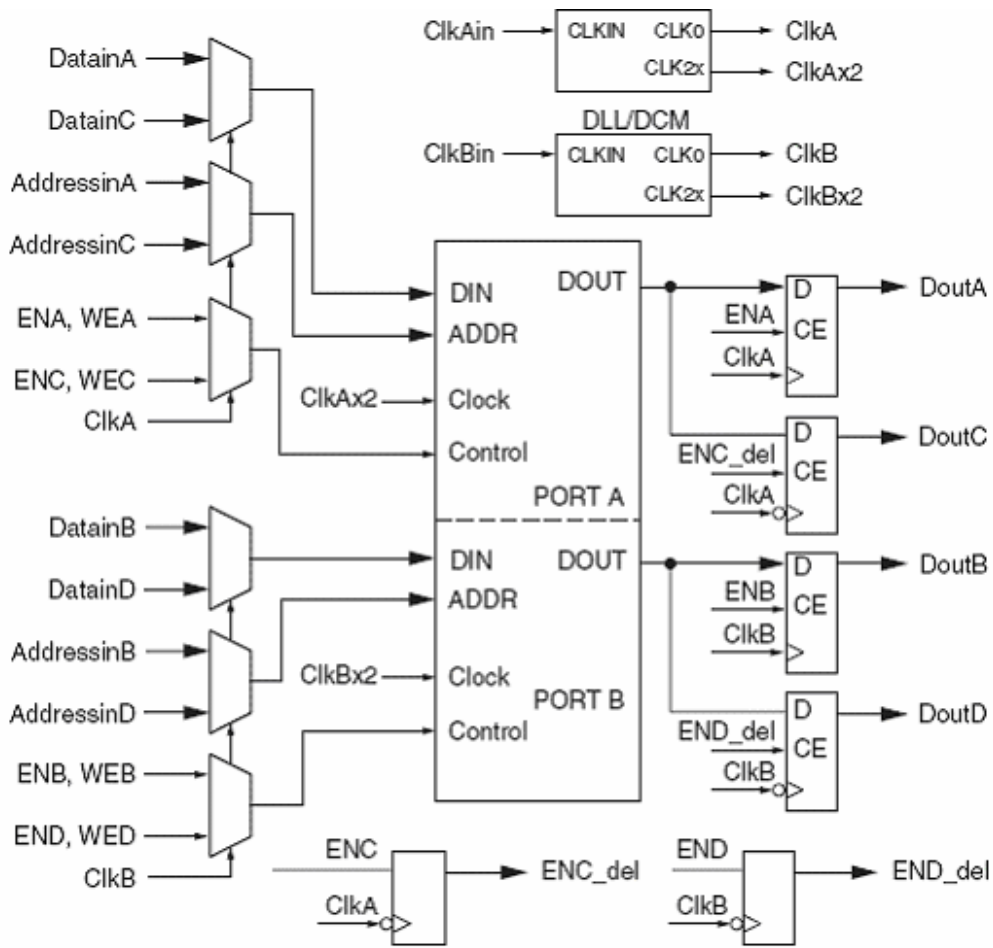 ClkAin CLKIN CLK0 ClkA
CLK2x ClkAx2
DLL/DCM
ClkBin CLKIN CLK0 ClkB
CLK2x ClkBx2
DatainA
DatainC
AddressinA
AddressinC
ENA, WEA
ENC, WEC
ClkA
DIN DOUT
ADDR
ClkAx2 Clock
Control
PORT A
D DoutA
ENA CE
ClkA
D DoutC
ENC_del CE
ClkA
DatainB
DatainD
AddressinB
AddressinD
ENB, WEB
END, WED
ClkB
DIN DOUT
ADDR
ClkBx2 Clock
PORT B
Control
D DoutB
ENB CE
ClkB
D DoutD
END_del CE
ClkB
ENC ENC_del
ClkA
END END_del
ClkB